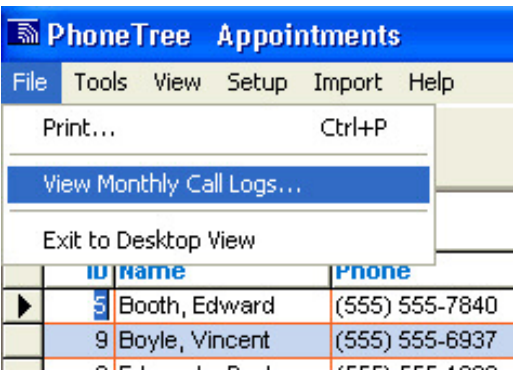 PhoneTree Appointments
File Tools View Setup Import Help
Print... Ctrl+P
View Monthly Call Logs...
Exit to Desktop View
ID Name Phone
5 Booth, Edward (555) 555-7840
9 Boyle, Vincent (555) 555-6937